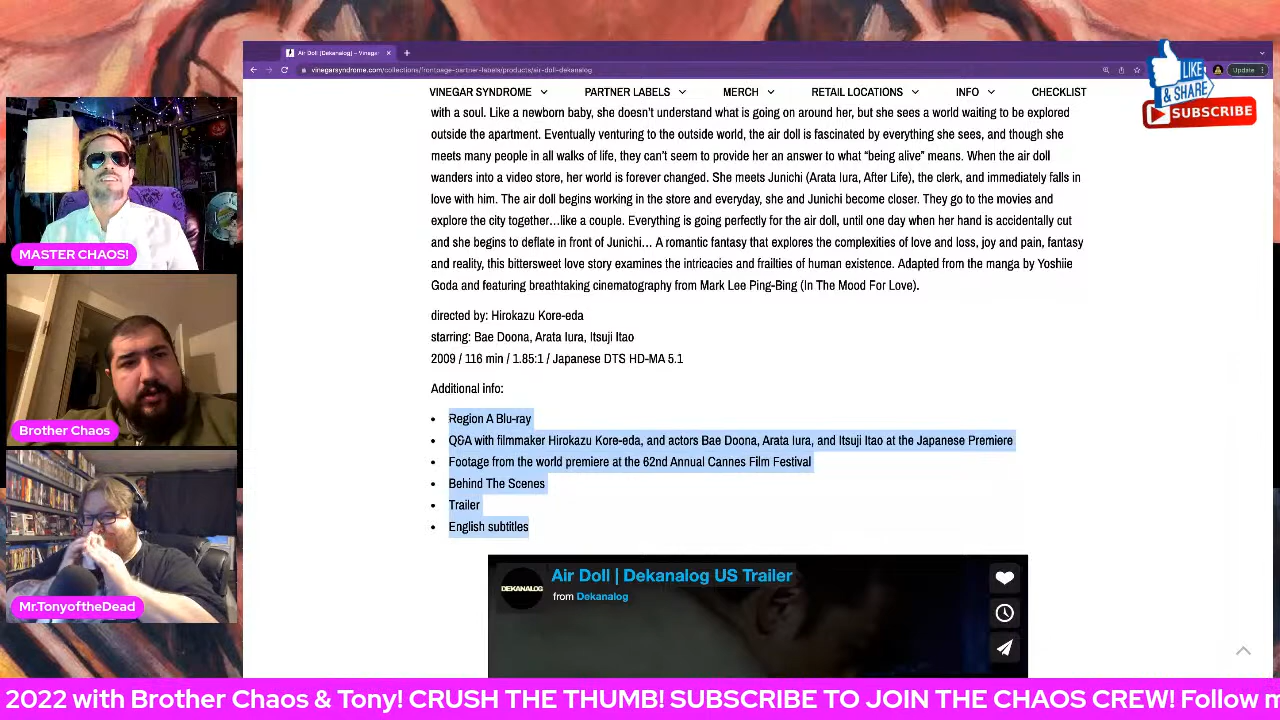 Air Doll (Dekanalog) – Vinegar
vinegarsyndrome.com/collections/frontpage-partner-labels/products/air-doll-dekanalog
Update
LIKE
& SHARE
SUBSCRIBE
VINEGAR SYNDROME
PARTNER LABELS
MERCH
RETAIL LOCATIONS
INFO
CHECKLIST
with a soul. Like a newborn baby, she doesn’t understand what is going on around her, but she sees a world waiting to be explored
outside the apartment. Eventually venturing to the outside world, the air doll is fascinated by everything she sees, and though she
meets many people in all walks of life, they can’t seem to provide her an answer to what “being alive” means. When the air doll
wanders into a video store, her world is forever changed. She meets Junichi (Arata Iura, After Life), the clerk, and immediately falls in
love with him. The air doll begins working in the store and everyday, she and Junichi become closer. They go to the movies and
explore the city together…like a couple. Everything is going perfectly for the air doll, until one day when her hand is accidentally cut
and she begins to deflate in front of Junichi… A romantic fantasy that explores the complexities of love and loss, joy and pain, fantasy
and reality, this bittersweet love story examines the intricacies and frailties of human existence. Adapted from the manga by Yoshiie
Goda and featuring breathtaking cinematography from Mark Lee Ping-Bing (In The Mood For Love).
directed by: Hirokazu Kore-eda
starring: Bae Doona, Arata Iura, Itsuji Itao
2009 / 116 min / 1.85:1 / Japanese DTS HD-MA 5.1
Additional info:
• Region A Blu-ray
• Q&A with filmmaker Hirokazu Kore-eda, and actors Bae Doona, Arata Iura, and Itsuji Itao at the Japanese Premiere
• Footage from the world premiere at the 62nd Annual Cannes Film Festival
• Behind The Scenes
• Trailer
• English subtitles
DEKANALOG
Air Doll | Dekanalog US Trailer
from Dekanalog
MASTER CHAOS!
Brother Chaos
Mr.TonyoftheDead
2022 with Brother Chaos & Tony! CRUSH THE THUMB! SUBSCRIBE TO JOIN THE CHAOS CREW! Follow m